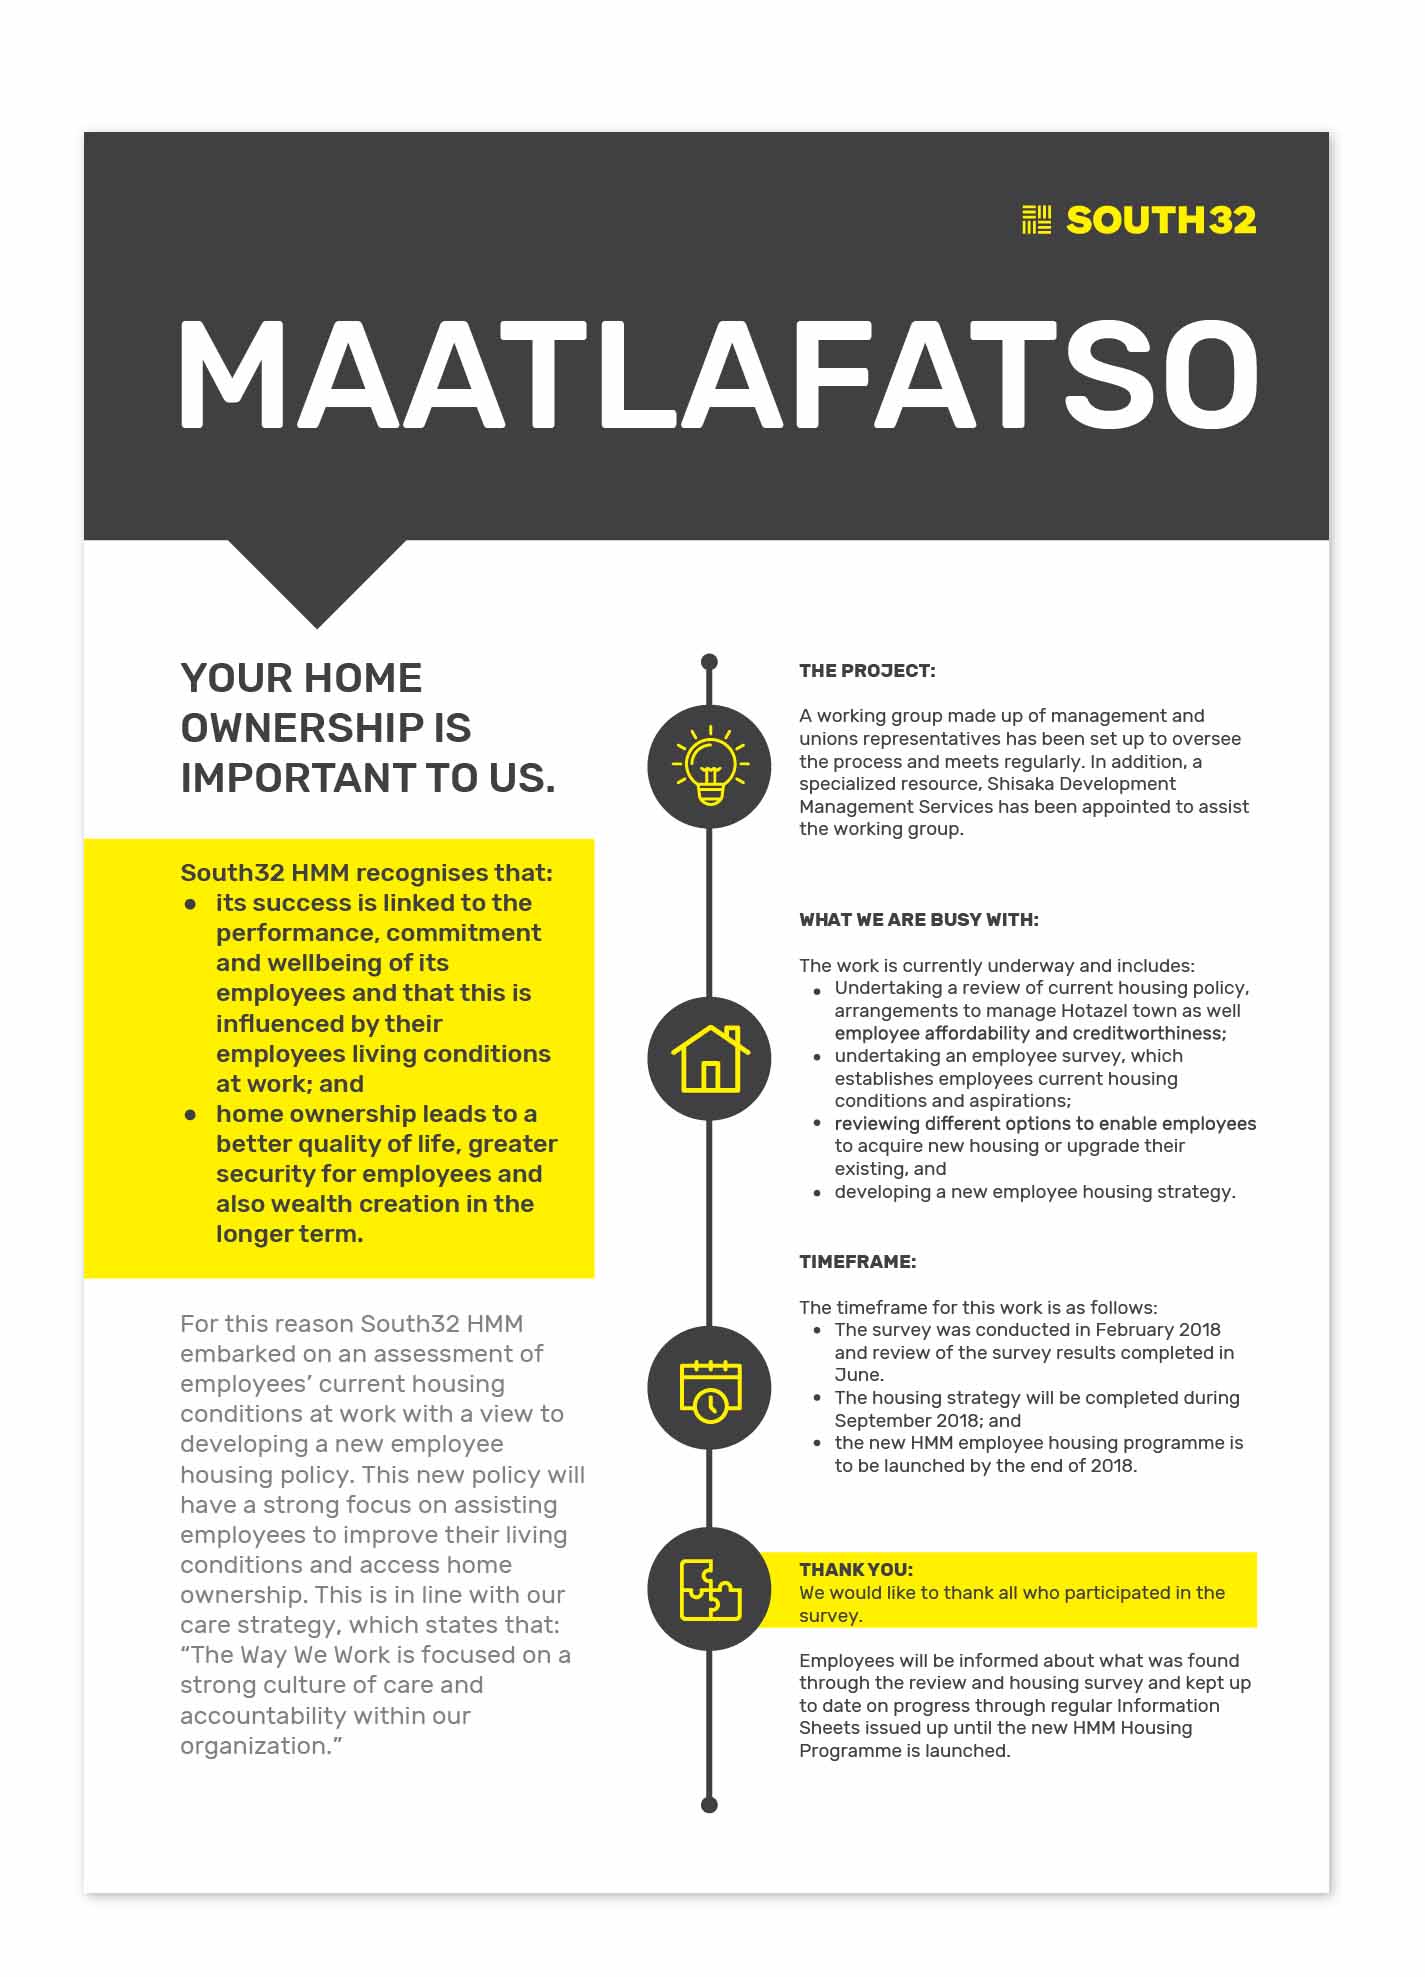 SOUTH32
MAATLAFATSO
YOUR HOME
OWNERSHIP IS
IMPORTANT TO US.
South32 HMM recognises that:
● its success is linked to the
performance, commitment
and wellbeing of its
employees and that this is
influenced by their
employees living conditions
at work; and
● home ownership leads to a
better quality of life, greater
security for employees and
also wealth creation in the
longer term.
For this reason South32 HMM
embarked on an assessment of
employees’ current housing
conditions at work with a view to
developing a new employee
housing policy. This new policy will
have a strong focus on assisting
employees to improve their living
conditions and access home
ownership. This is in line with our
care strategy, which states that:
“The Way We Work is focused on a
strong culture of care and
accountability within our
organization.”
THE PROJECT:
A working group made up of management and
unions representatives has been set up to oversee
the process and meets regularly. In addition, a
specialized resource, Shisaka Development
Management Services has been appointed to assist
the working group.
WHAT WE ARE BUSY WITH:
The work is currently underway and includes:
• Undertaking a review of current housing policy,
arrangements to manage Hotazel town as well
employee affordability and creditworthiness;
• undertaking an employee survey, which
establishes employees current housing
conditions and aspirations;
• reviewing different options to enable employees
to acquire new housing or upgrade their
existing, and
• developing a new employee housing strategy.
TIMEFRAME:
The timeframe for this work is as follows:
• The survey was conducted in February 2018
and review of the survey results completed in
June.
• The housing strategy will be completed during
September 2018; and
• the new HMM employee housing programme is
to be launched by the end of 2018.
THANK YOU:
We would like to thank all who participated in the
survey.
Employees will be informed about what was found
through the review and housing survey and kept up
to date on progress through regular Information
Sheets issued up until the new HMM Housing
Programme is launched.